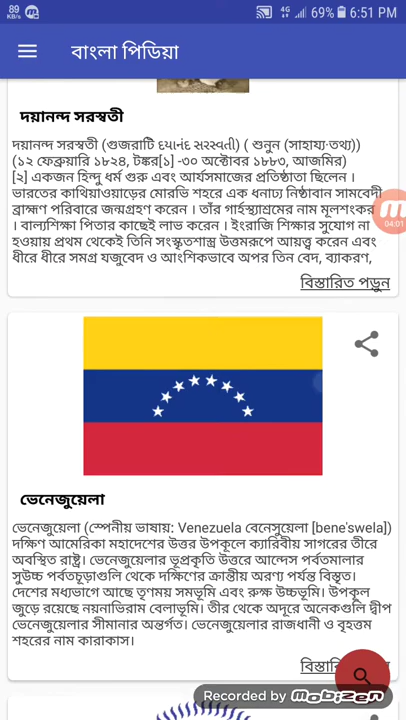 89
KB/s
4G
69%
6:51 PM
বাংলা পিডিয়া
দয়ানন্দ সরস্বতী
দয়ানন্দ সরস্বতী (গুজরাটি દયાનંદ સરસ્વતી) ( শুনুন (সাহায্য·তথ্য))
(১২ ফেব্রুয়ারি ১৮২৪, টঙ্কর[১] -৩০ অক্টোবর ১৮৮৩, আজমির)
[২] একজন হিন্দু ধর্ম গুরু এবং আর্যসমাজের প্রতিষ্ঠাতা ছিলেন ।
ভারতের কাথিয়াওয়াড়ের মোরভি শহরে এক ধনাঢ্য নিষ্ঠাবান সামবেদী
ব্রাহ্মণ পরিবারে জন্মগ্রহণ করেন । তাঁর গার্হস্থ্যাশ্রমের নাম মূলশংকর
। বাল্যশিক্ষা পিতার কাছেই লাভ করেন । ইংরাজি শিক্ষার সুযোগ না
হওয়ায় প্রথম থেকেই তিনি সংস্কৃতশাস্ত্র উত্তমরূপে আয়ত্ত্ব করেন এবং
ধীরে ধীরে সমগ্র যজুবেদ ও আংশিকভাবে অপর তিন বেদ, ব্যাকরণ,
04:01
বিস্তারিত পড়ুন
ভেনেজুয়েলা
ভেনেজুয়েলা (স্পেনীয় ভাষায়: Venezuela বেনেসুয়েলা [bene'swela])
দক্ষিণ আমেরিকা মহাদেশের উত্তর উপকূলে ক্যারিবীয় সাগরের তীরে
অবস্থিত রাষ্ট্র। ভেনেজুয়েলার ভূপ্রকৃতি উত্তরে আন্দেস পর্বতমালার
সুউচ্চ পর্বতচূড়াগুলি থেকে দক্ষিণের ক্রান্তীয় অরণ্য পর্যন্ত বিস্তৃত।
দেশের মধ্যভাগে আছে তৃণময় সমভূমি এবং রুক্ষ উচ্চভূমি। উপকূল
জুড়ে রয়েছে নয়নাভিরাম বেলাভূমি। তীর থেকে অদূরে অনেকগুলি দ্বীপ
ভেনেজুয়েলার সীমানার অন্তর্গত। ভেনেজুয়েলার রাজধানী ও বৃহত্তম
শহরের নাম কারাকাস।
Recorded by Mobizen